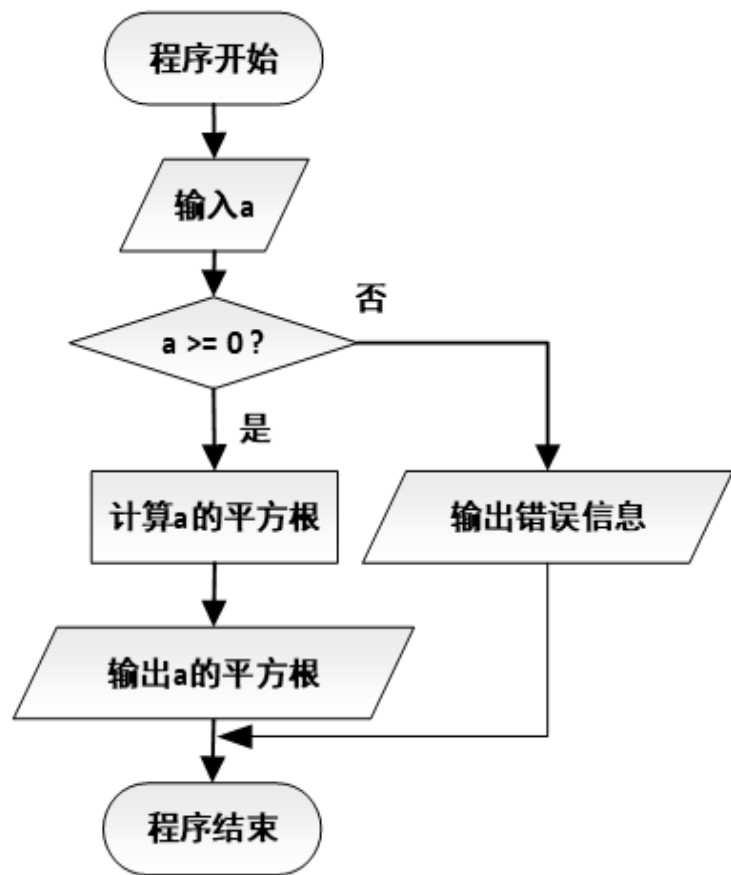 程序开始
输入a
否
a >= 0 ?
是
计算a的平方根
输出错误信息
输出a的平方根
程序结束